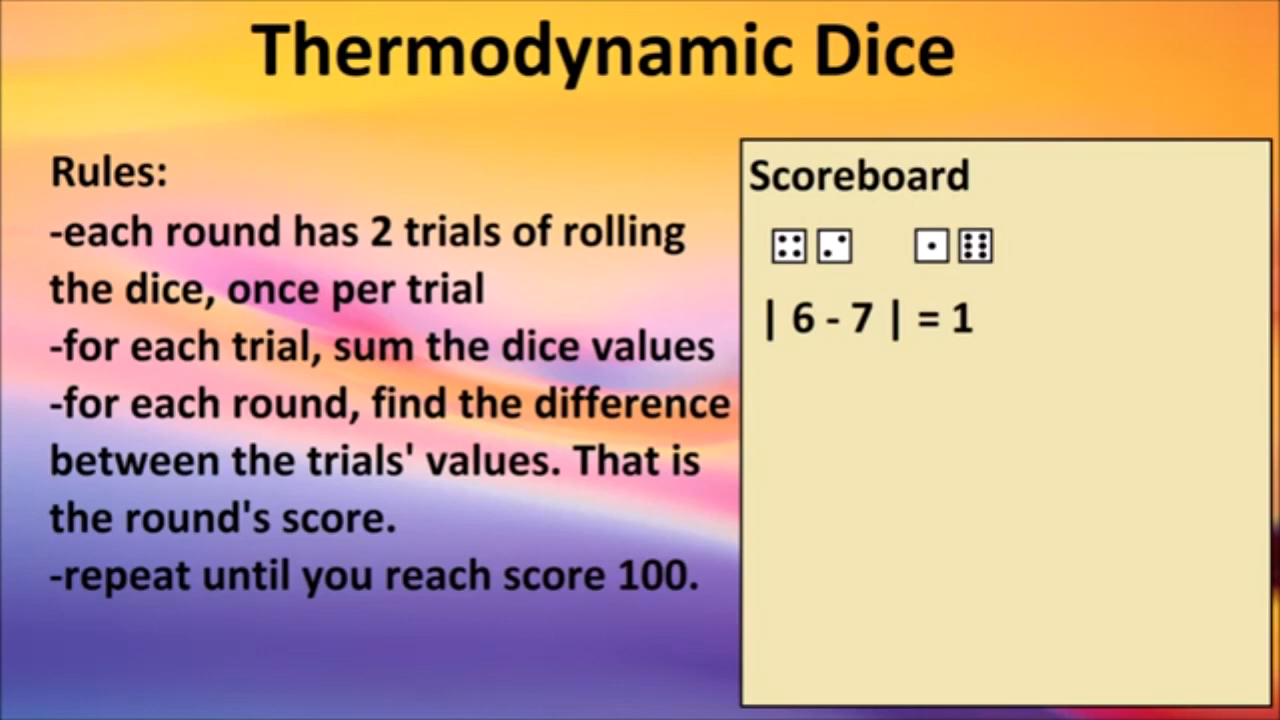 Thermodynamic Dice
Rules:
-each round has 2 trials of rolling
the dice, once per trial
-for each trial, sum the dice values
-for each round, find the difference
between the trials' values. That is
the round's score.
-repeat until you reach score 100.
Scoreboard
| 6 - 7 | = 1